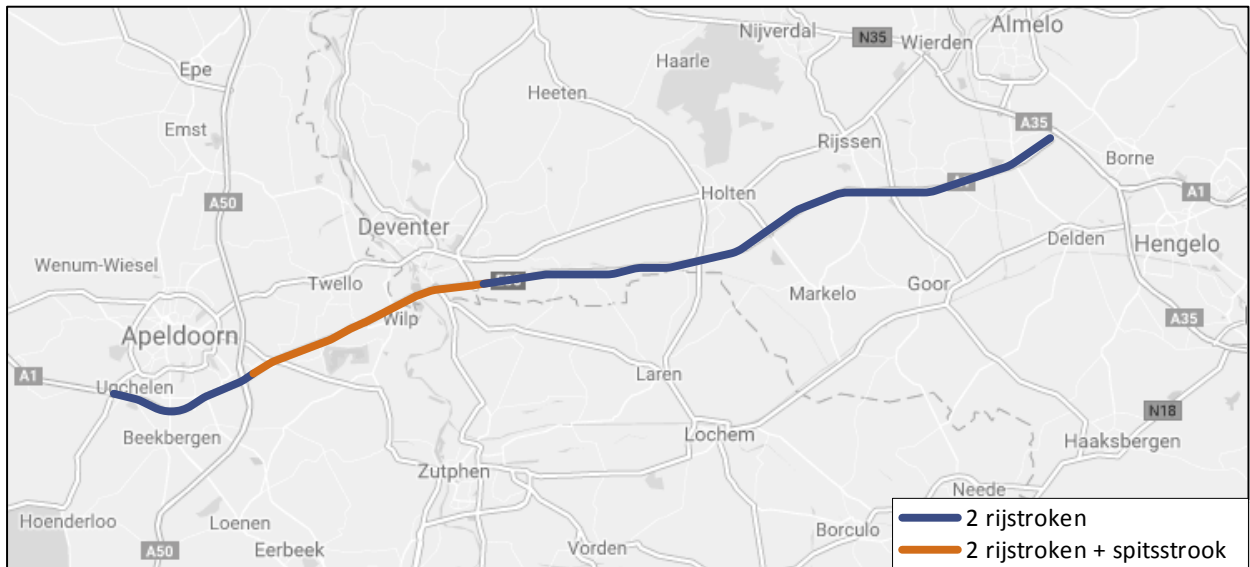 Nijverdal
N35
Wierden
Almelo
Haarle
Epe
Heeten
Emst
A35
Rijssen
Borne
A50
Holten
A1
Deventer
Delden
Hengelo
Wenum-Wiesel
Twello
Markelo
Goor
Wilp
Apeldoorn
A35
A1
Ugchelen
Laren
N18
Beekbergen
Lochem
Haaksbergen
Zutphen
Neede
Hoenderloo
Loenen
Borculo
A50
Eerbeek
Vorden
2 rijstroken
2 rijstroken + spitsstrook